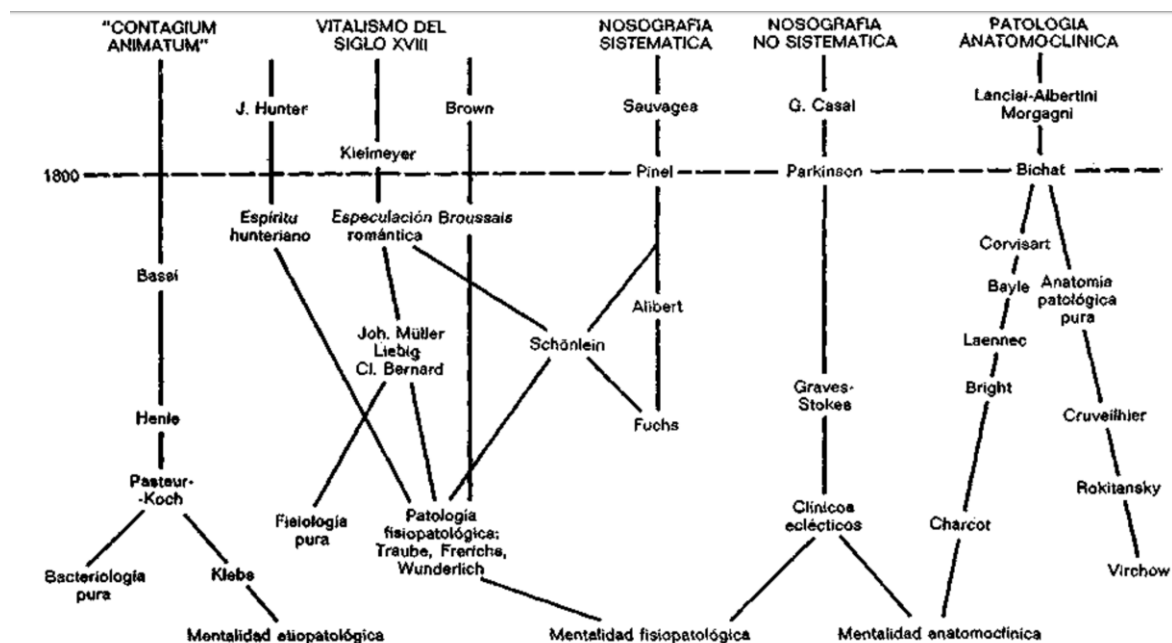 "CONTAGIUM
ANIMATUM"
VITALISMO DEL
SIGLO XVIII
NOSOGRAFIA
SISTEMATICA
NOSOGRAFIA
NO SISTEMATICA
PATOLOGIA
ANATOMOCLINICA
J. Hunter
Brown
Sauvages
G. Casal
Lancisi-Albertini
Morgagni
Kielmeyer
1800
Pinel
Parkinson
Bichat
Espíritu
hunteriano
Especulación
romántica
Broussais
Corvisart
Bassi
Bayle
Anatomía
patológica
pura
Alibert
Joh. Müller
Liebig
Cl. Bernard
Schönlein
Laennec
Graves-
Stokes
Bright
Henle
Fuchs
Cruveilhier
Pasteur-
-Koch
Rokitansky
Fisiología
pura
Patología
fisiopatológica:
Traube, Frerichs,
Wunderlich
Clínicos
eclécticos
Charcot
Bacteriología
pura
Klebs
Virchow
Mentalidad etiopatológica
Mentalidad fisiopatológica
Mentalidad anatomoclínica